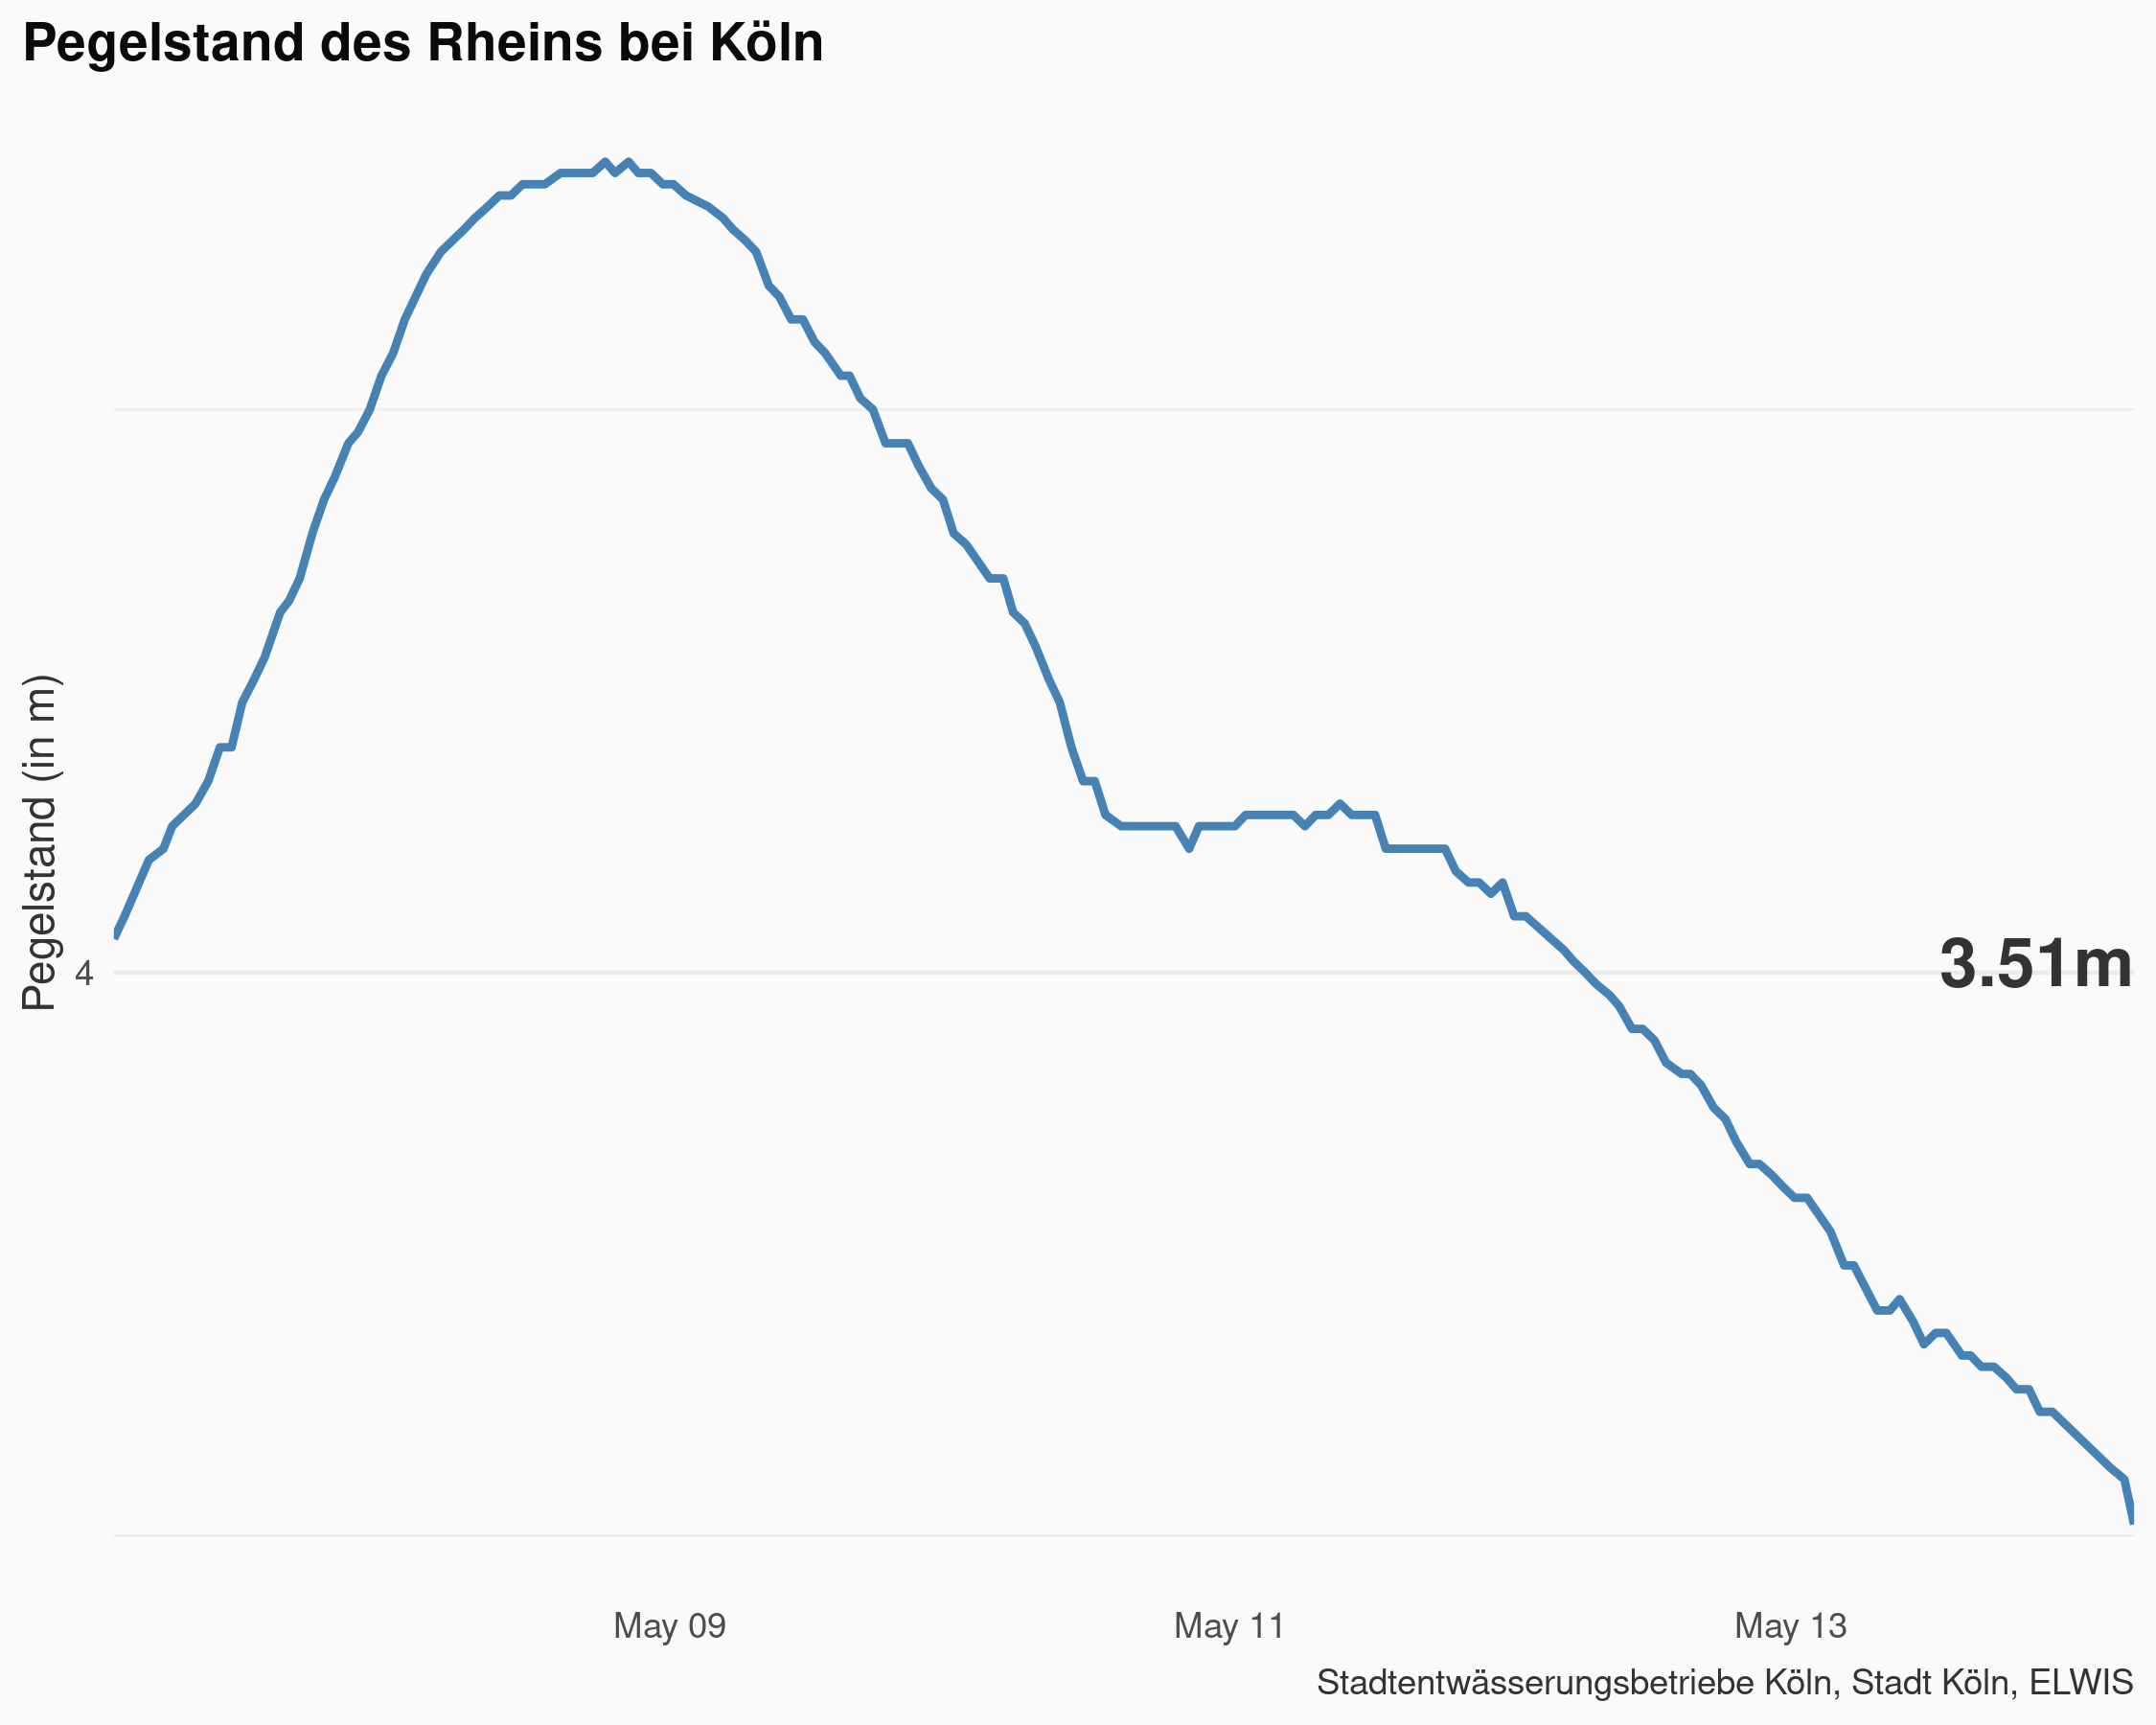 Pegelstand des Rheins bei Köln
Pegelstand (in m)
4
3.51m
May 09
May 11
May 13
Stadtentwässerungsbetriebe Köln, Stadt Köln, ELWIS